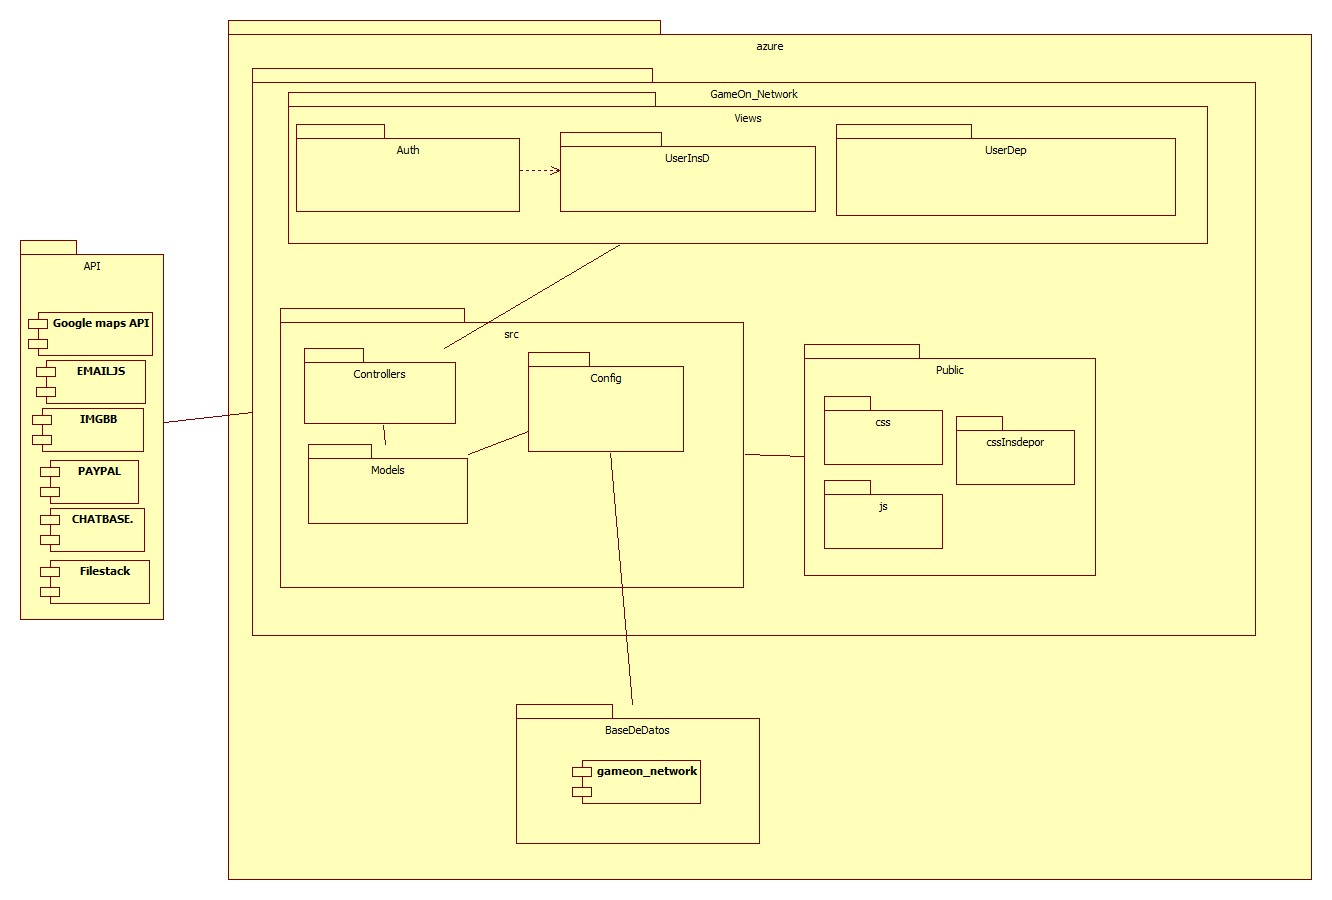 azure
GameOn_Network
Views
Auth
UserInsD
UserDep
API
Google maps API
EMAILJS
IMGBB
PAYPAL
CHATBASE.
Filestack
src
Controllers
Config
Models
Public
css
cssInsdepor
js
BaseDeDatos
gameon_network